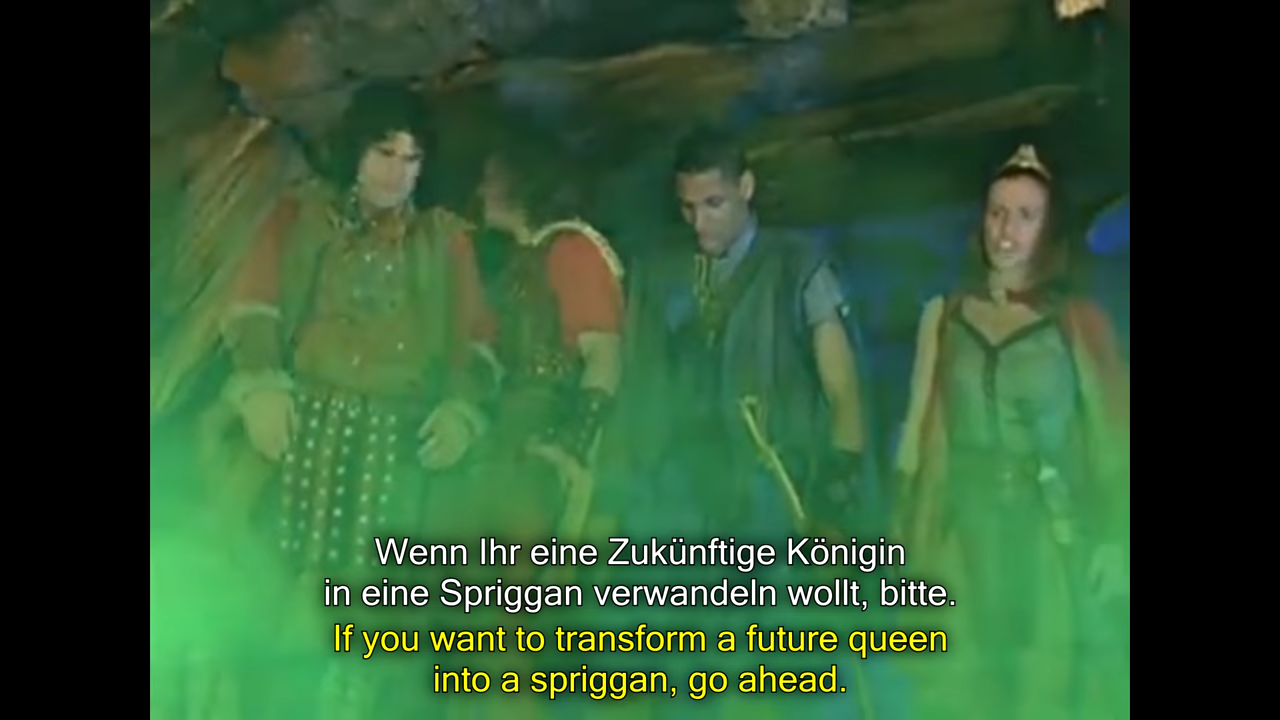 Wenn Ihr eine Zukünftige Königin
in eine Spriggan verwandeln wollt, bitte.
If you want to transform a future queen
into a spriggan, go ahead.